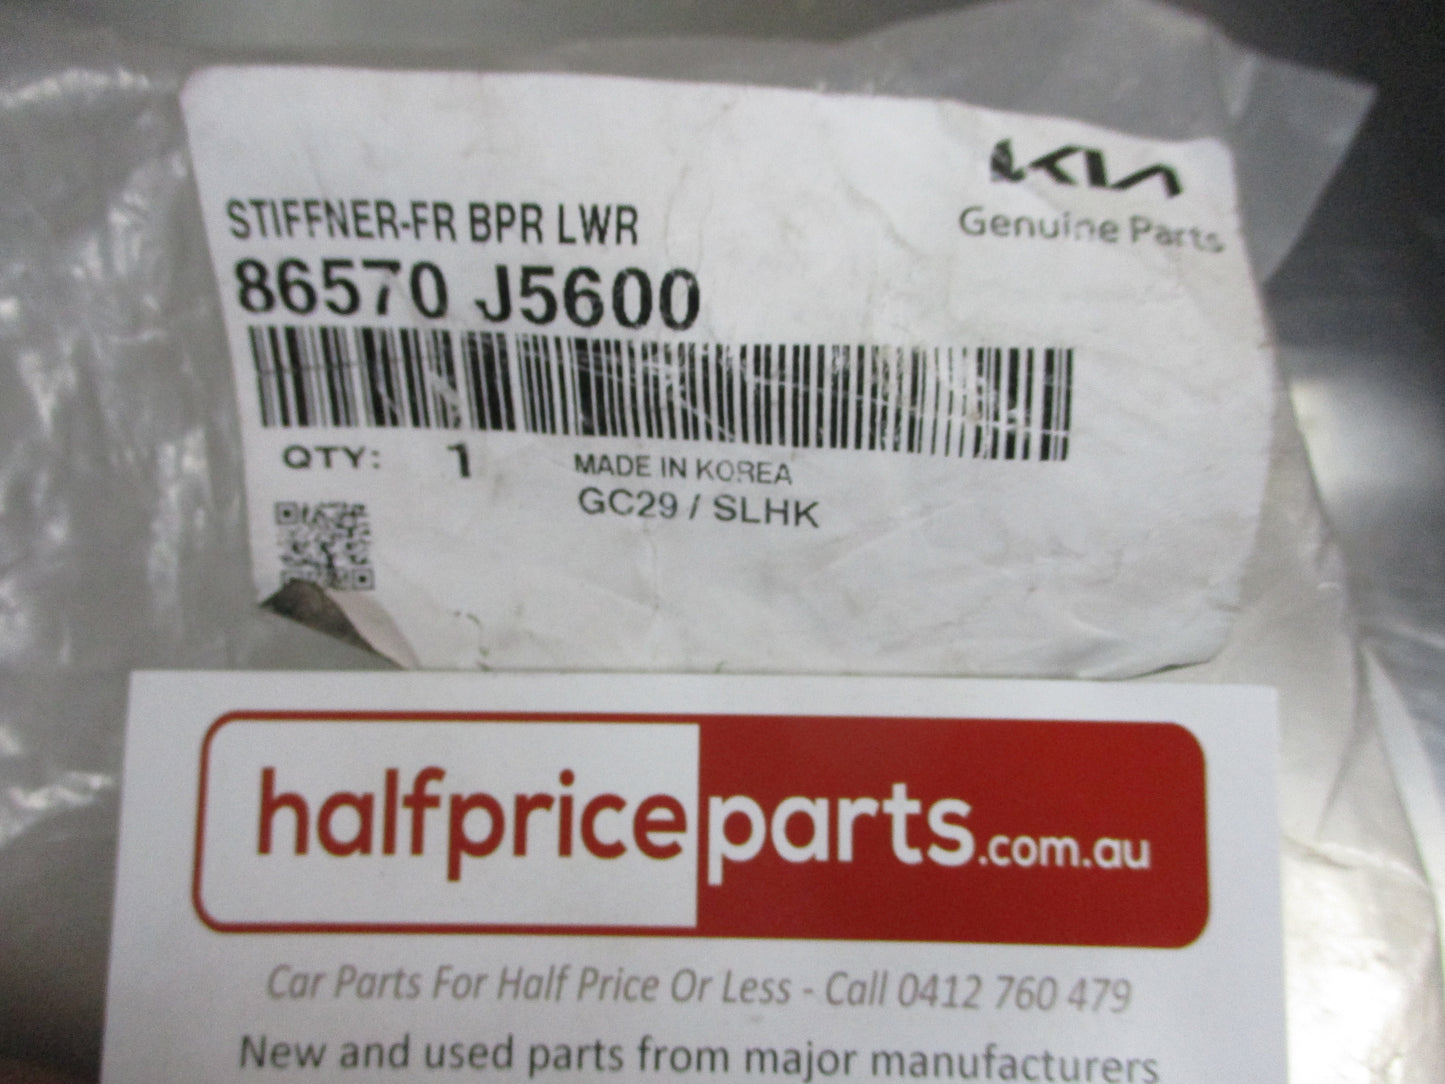 KIA
Genuine Parts
STIFFNER-FR BPR LWR
86570 J5600
QTY: 1
MADE IN KOREA
GC29 / SLHK
halfpriceparts.com.au
Car Parts For Half Price Or Less - Call 0412 760 479
New and used parts from major manufacturers